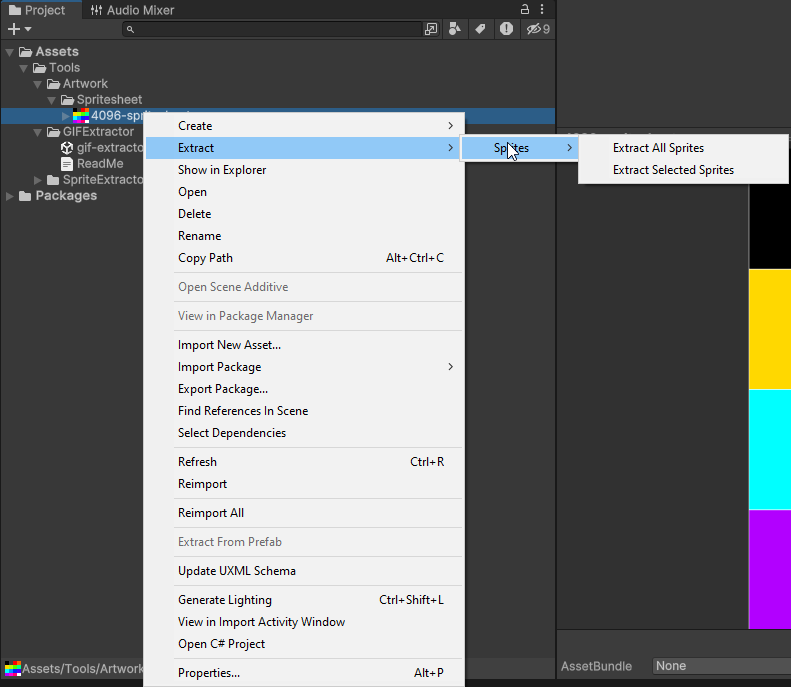 Project
Audio Mixer
9
Assets
Tools
Artwork
Spritesheet
4096-spri
GIFExtractor
gif-extracto
ReadMe
SpriteExtracto
Packages
Create
Extract
Sprites
Extract All Sprites
Extract Selected Sprites
Show in Explorer
Open
Delete
Rename
Copy Path Alt+Ctrl+C
Open Scene Additive
View in Package Manager
Import New Asset...
Import Package
Export Package...
Find References In Scene
Select Dependencies
Refresh Ctrl+R
Reimport
Reimport All
Extract From Prefab
Update UXML Schema
Generate Lighting Ctrl+Shift+L
View in Import Activity Window
Open C# Project
Properties... Alt+P
Assets/Tools/Artwork
AssetBundle
None